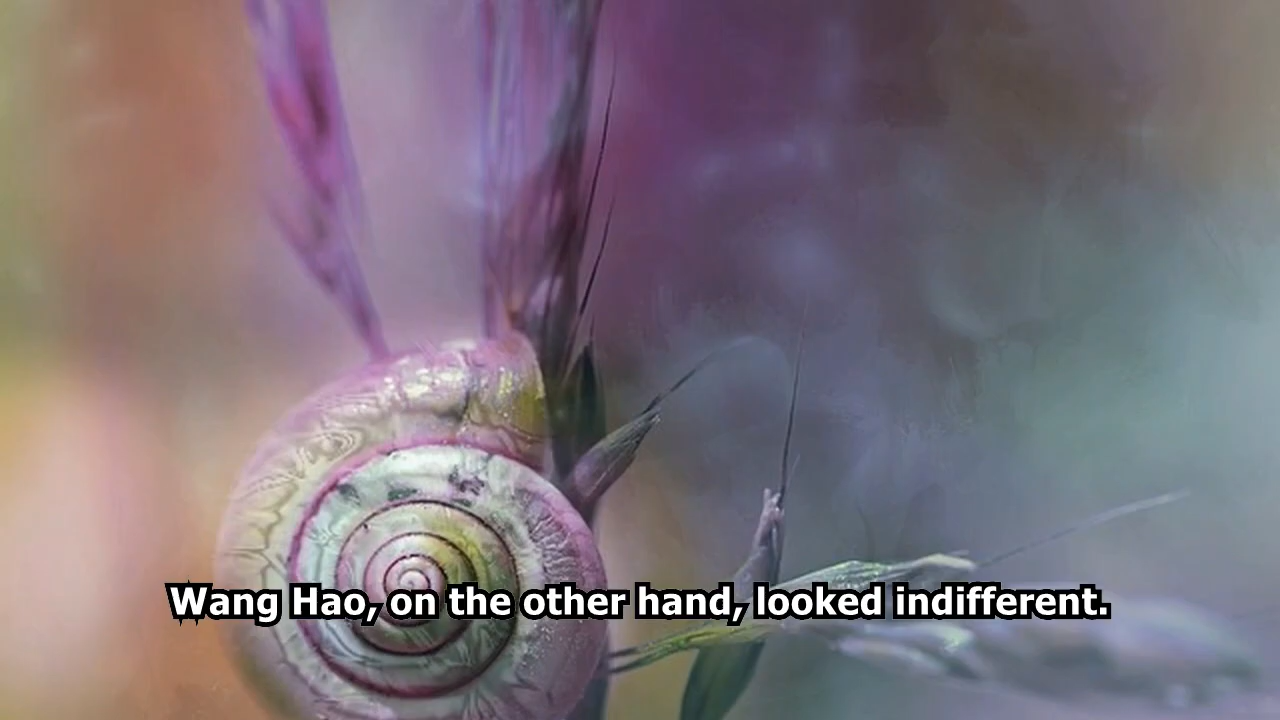 Wang Hao, on the other hand, looked indifferent.